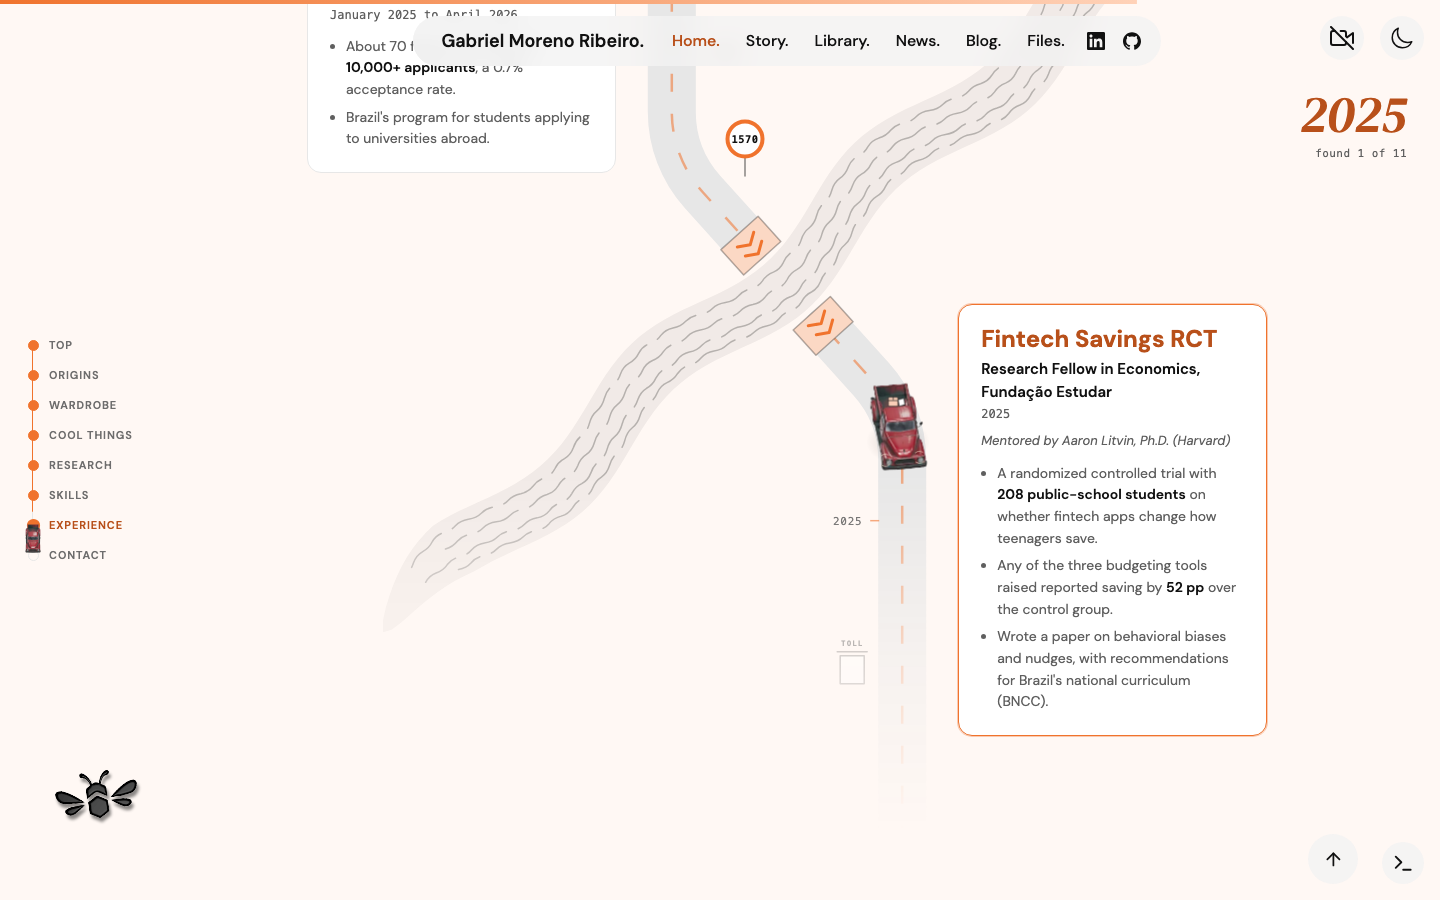 January 2025 to April 2026
About 70 f
10,000+ applicants, a 0.7%
acceptance rate.
Brazil's program for students applying
to universities abroad.
Gabriel Moreno Ribeiro.
Home.
Story.
Library.
News.
Blog.
Files.
2025
found 1 of 11
1570
TOP
ORIGINS
WARDROBE
COOL THINGS
RESEARCH
SKILLS
EXPERIENCE
CONTACT
Fintech Savings RCT
Research Fellow in Economics,
Fundação Estudar
2025
Mentored by Aaron Litvin, Ph.D. (Harvard)
A randomized controlled trial with
208 public-school students on
whether fintech apps change how
teenagers save.
Any of the three budgeting tools
raised reported saving by 52 pp over
the control group.
Wrote a paper on behavioral biases
and nudges, with recommendations
for Brazil's national curriculum
(BNCC).
2025
TOLL